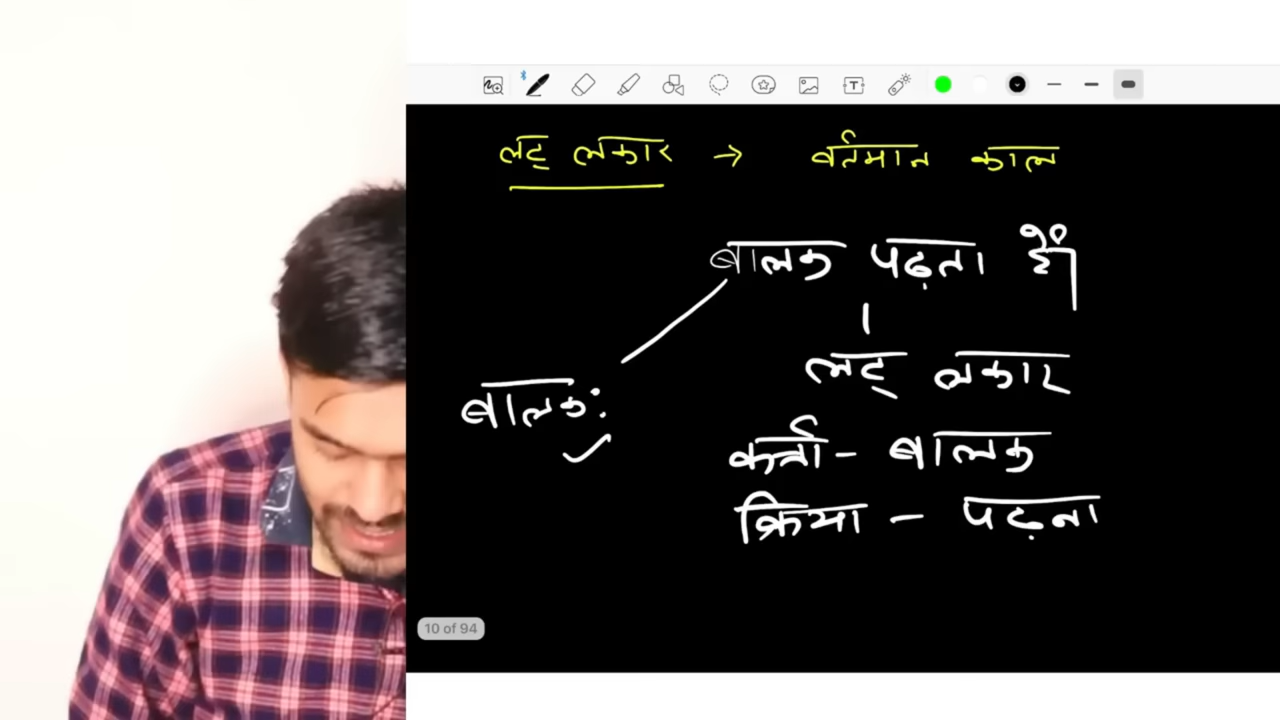 लट् लकार → वर्तमान काल
बालक पढ़ता है
लट् लकार
बालक:
कर्ता - बालक
क्रिया - पढ़ना
10 of 94